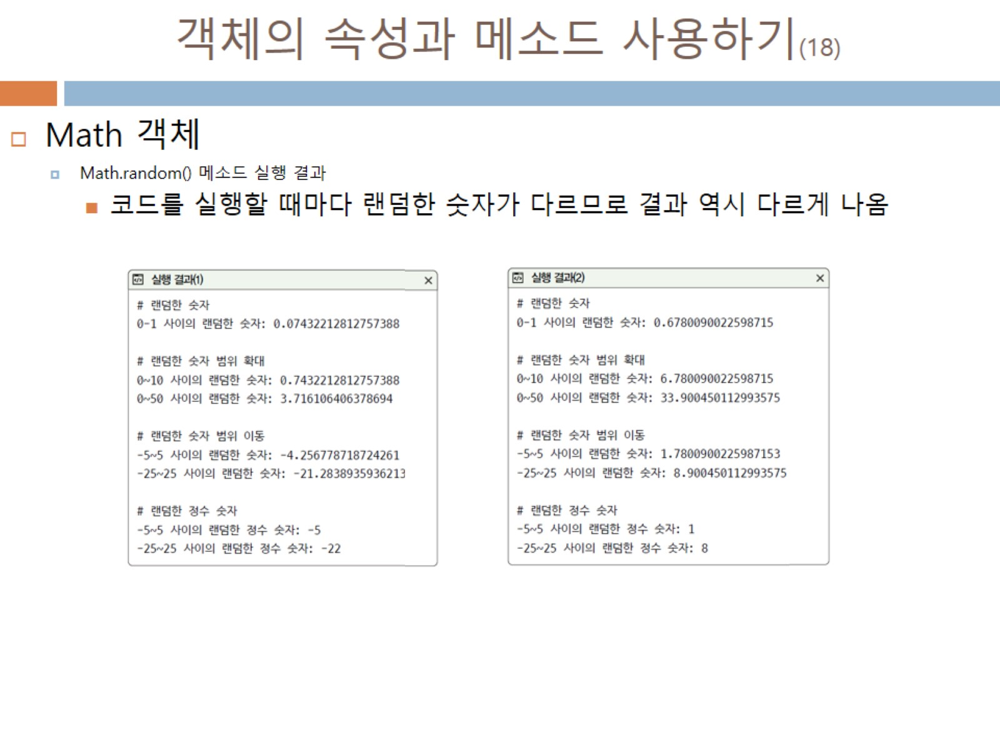 객체의 속성과 메소드 사용하기(18)
Math 객체
Math.random() 메소드 실행 결과
코드를 실행할 때마다 랜덤한 숫자가 다르므로 결과 역시 다르게 나옴
실행 결과(1)
# 랜덤한 숫자
0-1 사이의 랜덤한 숫자: 0.07432212812757388
# 랜덤한 숫자 범위 확대
0~10 사이의 랜덤한 숫자: 0.7432212812757388
0~50 사이의 랜덤한 숫자: 3.716106406378694
# 랜덤한 숫자 범위 이동
-5~5 사이의 랜덤한 숫자: -4.256778718724261
-25~25 사이의 랜덤한 숫자: -21.2838935936213
# 랜덤한 정수 숫자
-5~5 사이의 랜덤한 정수 숫자: -5
-25~25 사이의 랜덤한 정수 숫자: -22
실행 결과(2)
# 랜덤한 숫자
0-1 사이의 랜덤한 숫자: 0.6780090022598715
# 랜덤한 숫자 범위 확대
0~10 사이의 랜덤한 숫자: 6.780090022598715
0~50 사이의 랜덤한 숫자: 33.900450112993575
# 랜덤한 숫자 범위 이동
-5~5 사이의 랜덤한 숫자: 1.7800900225987153
-25~25 사이의 랜덤한 숫자: 8.900450112993575
# 랜덤한 정수 숫자
-5~5 사이의 랜덤한 정수 숫자: 1
-25~25 사이의 랜덤한 정수 숫자: 8